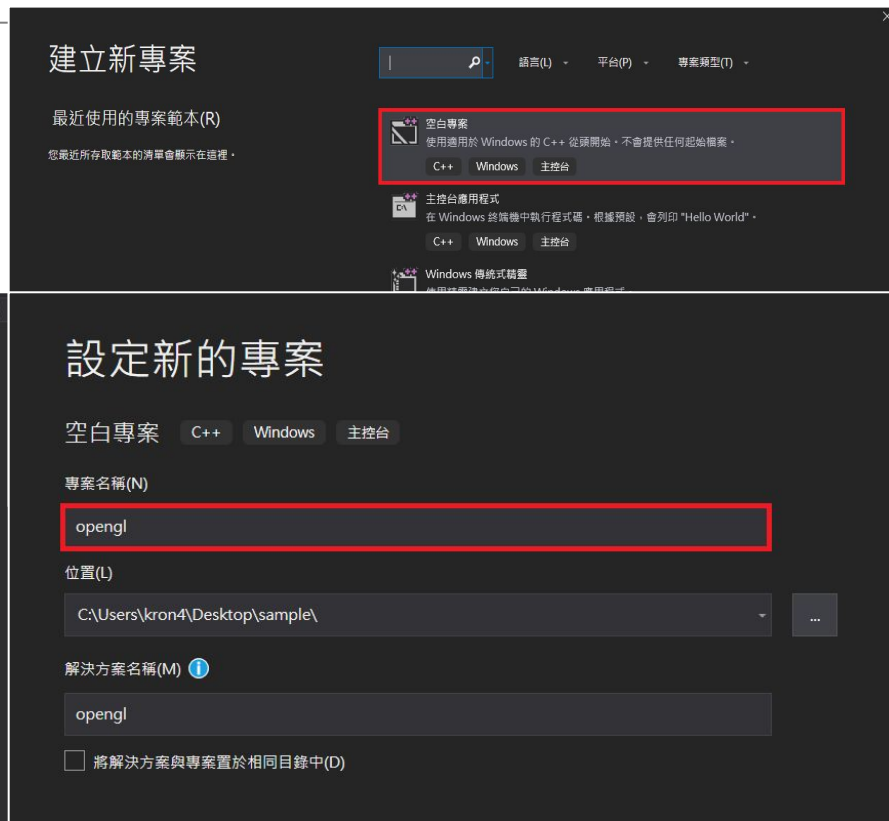 建立新專案
語言(L)
平台(P)
專案類型(T)
最近使用的專案範本(R)
您最近所存取範本的清單會顯示在這裡。
空白專案
使用適用於 Windows 的 C++ 從頭開始。不會提供任何起始檔案。
C++ Windows 主控台
主控台應用程式
在 Windows 終端機中執行程式碼。根據預設，會列印 "Hello World"。
C++ Windows 主控台
Windows 傳統式精靈
設定新的專案
空白專案 C++ Windows 主控台
專案名稱(N)
opengl
位置(L)
C:\Users\kron4\Desktop\sample\
...
解決方案名稱(M)
opengl
將解決方案與專案置於相同目錄中(D)